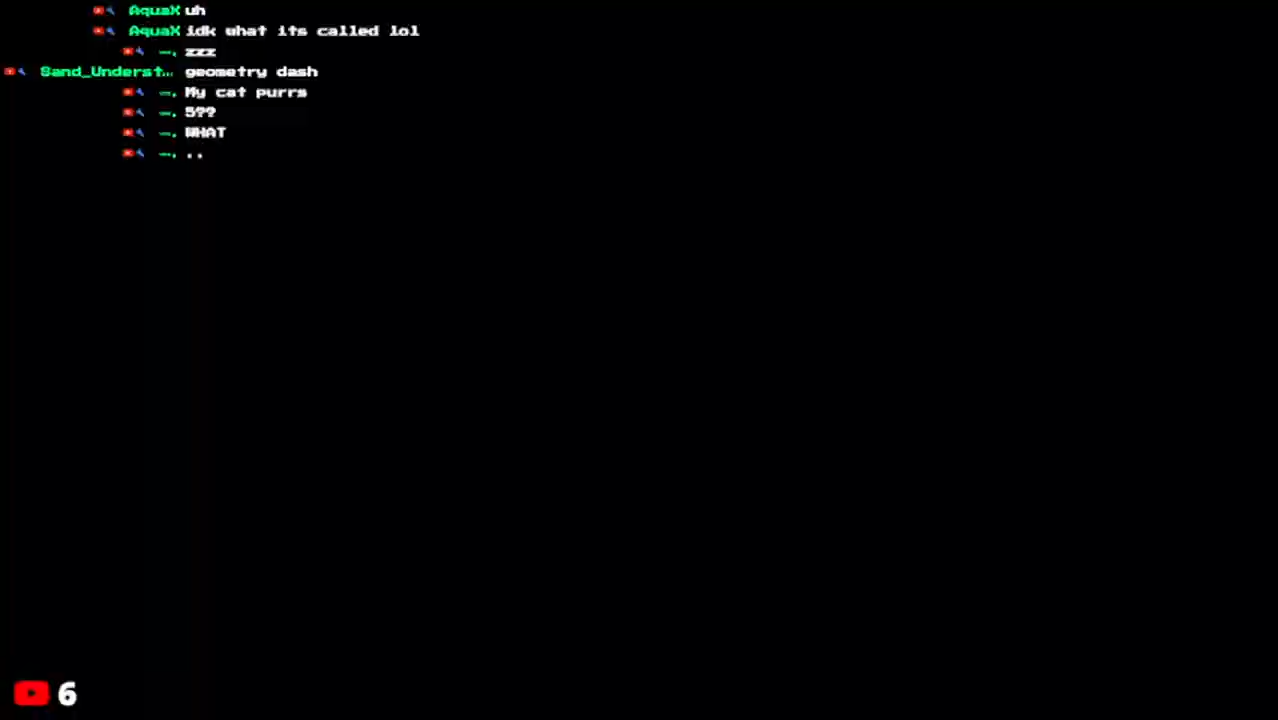 AquaX uh
AquaX idk what its called lol
—. zzz
Sand_Underst… geometry dash
—. My cat purrs
—. 5??
—. WHAT
—. ..
6